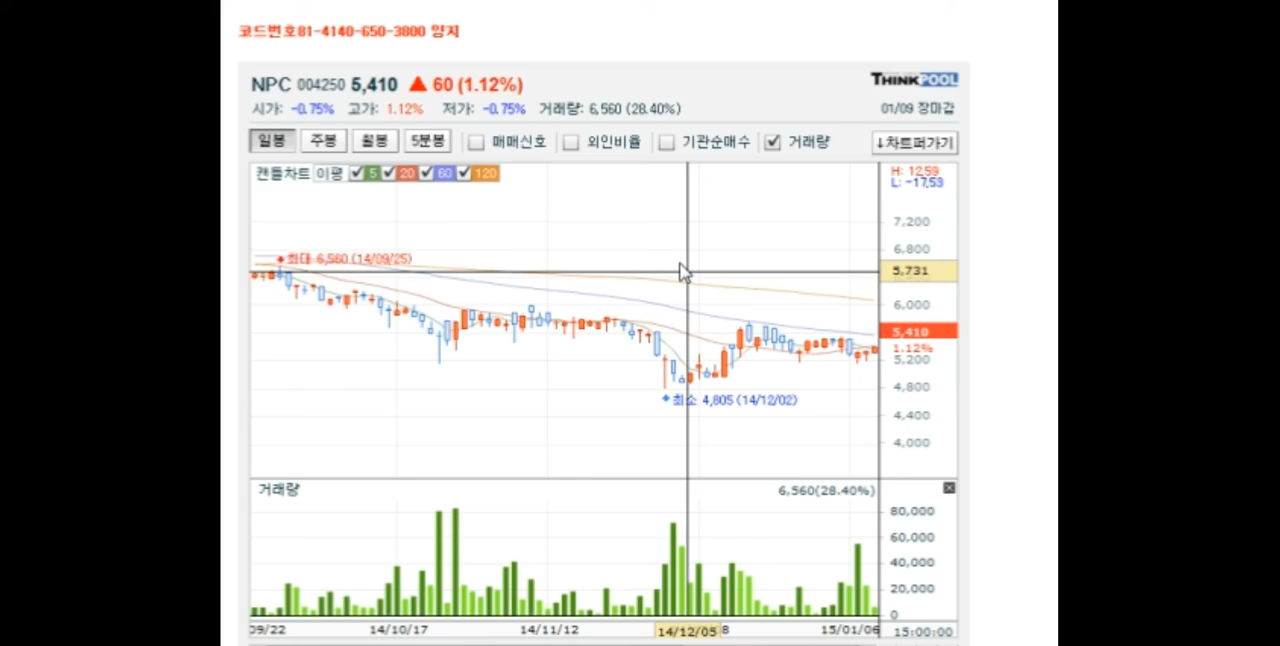 코드번호81-4140-650-3800 양지
NPC 004250 5,410 ▲ 60 (1.12%)
THINKPOOL
시가: -0.75% 고가: 1.12% 저가: -0.75% 거래량: 6,560 (28.40%)
01/09 장마감
일봉 주봉 월봉 5분봉 매매신호 외인비율 기관순매수 거래량 ↓차트퍼가기
캔들차트 이평 5 20 60 120
H: 12.59
L: -17.53
7,200
6,800
최대 6,560 (14/09/25)
5,731
6,000
5,410
1.12%
5,200
4,800
최소 4,805 (14/12/02)
4,400
4,000
거래량
6,560(28.40%)
80,000
60,000
40,000
20,000
0
09/22 14/10/17 14/11/12 14/12/05 8 15/01/06 15:00:00